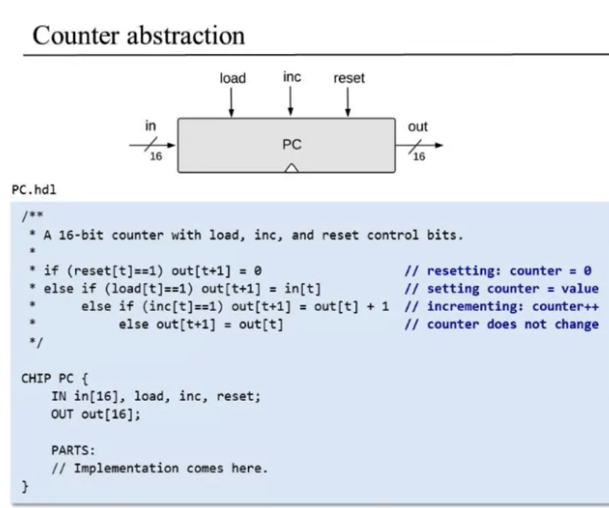 Counter abstraction
load inc reset
in out
16 PC 16
PC.hdl
/**
* A 16-bit counter with load, inc, and reset control bits.
*
* if (reset[t]==1) out[t+1] = 0 // resetting: counter = 0
* else if (load[t]==1) out[t+1] = in[t] // setting counter = value
* else if (inc[t]==1) out[t+1] = out[t] + 1 // incrementing: counter++
* else out[t+1] = out[t] // counter does not change
*/
CHIP PC {
IN in[16], load, inc, reset;
OUT out[16];
PARTS:
// Implementation comes here.
}